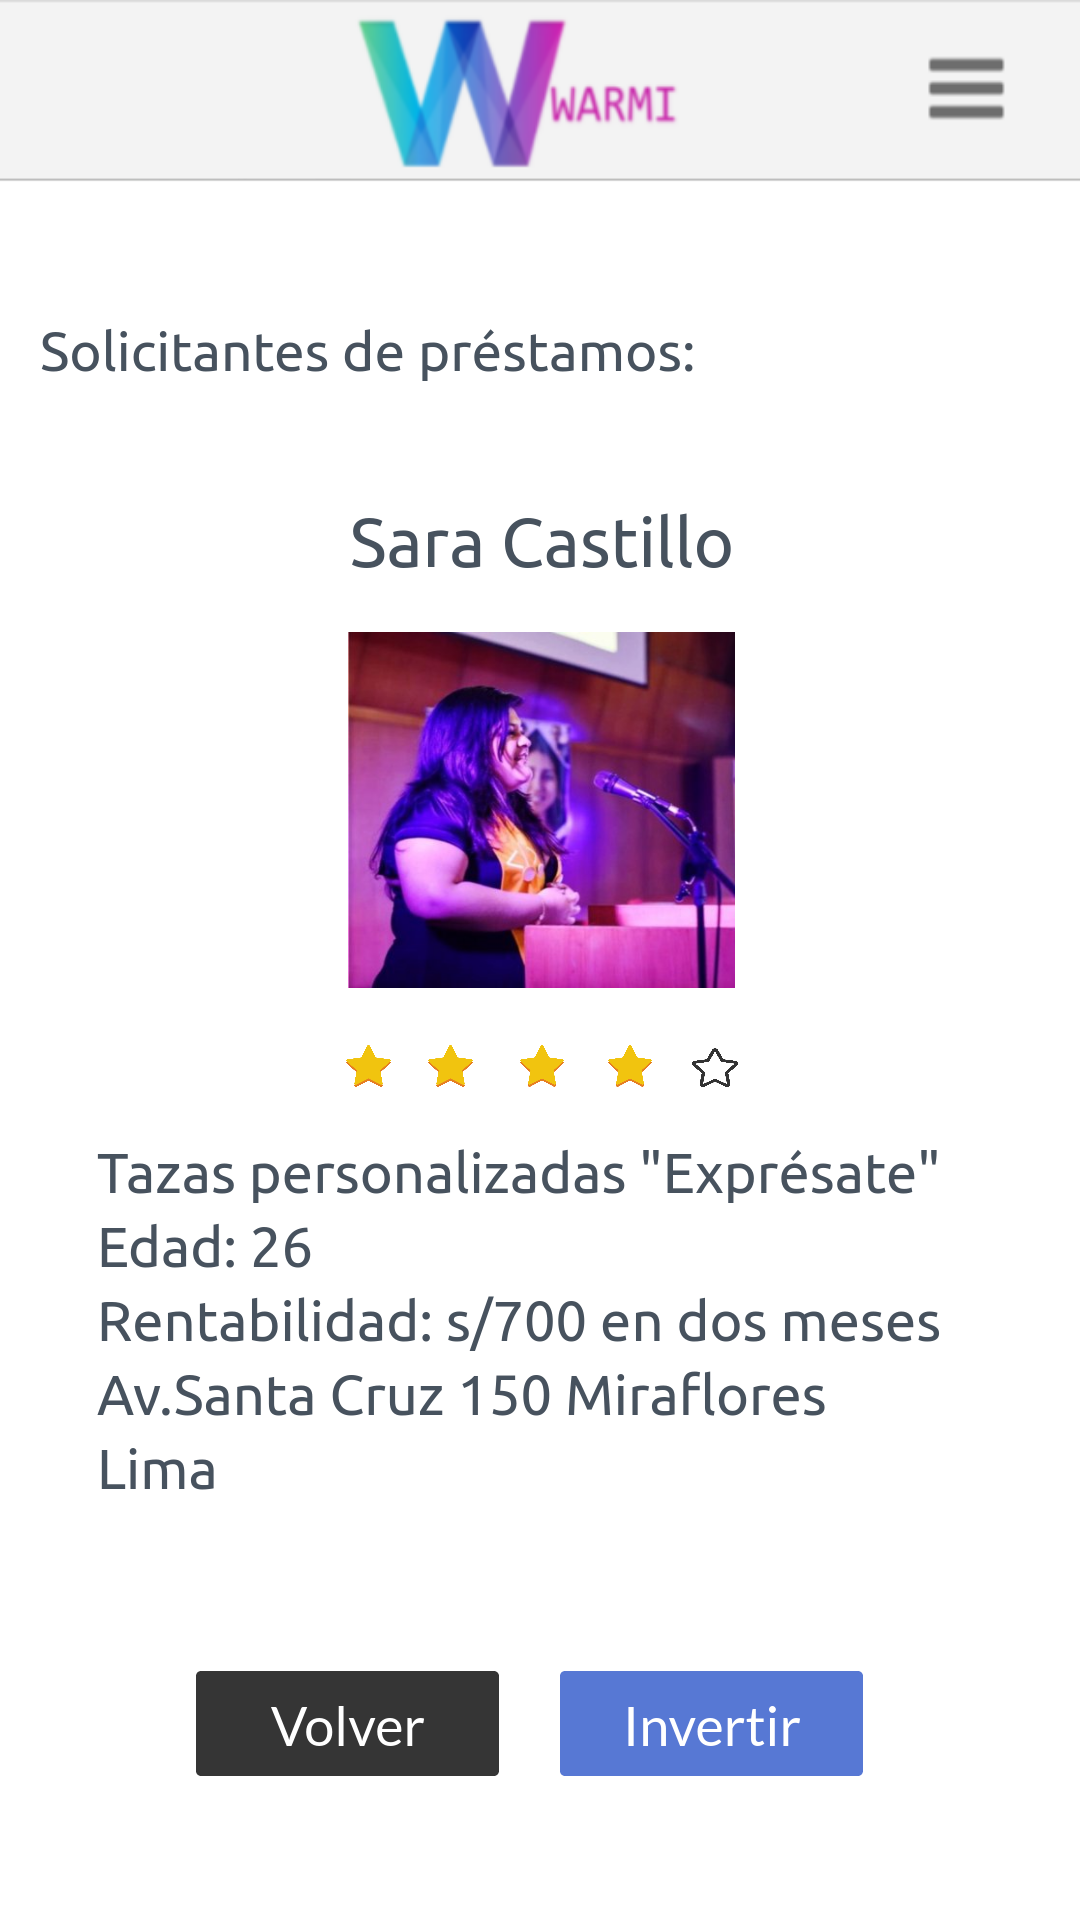 WARMI
Solicitantes de préstamos:
Sara Castillo
Tazas personalizadas "Exprésate"
Edad: 26
Rentabilidad: s/700 en dos meses
Av.Santa Cruz 150 Miraflores
Lima
Volver
Invertir